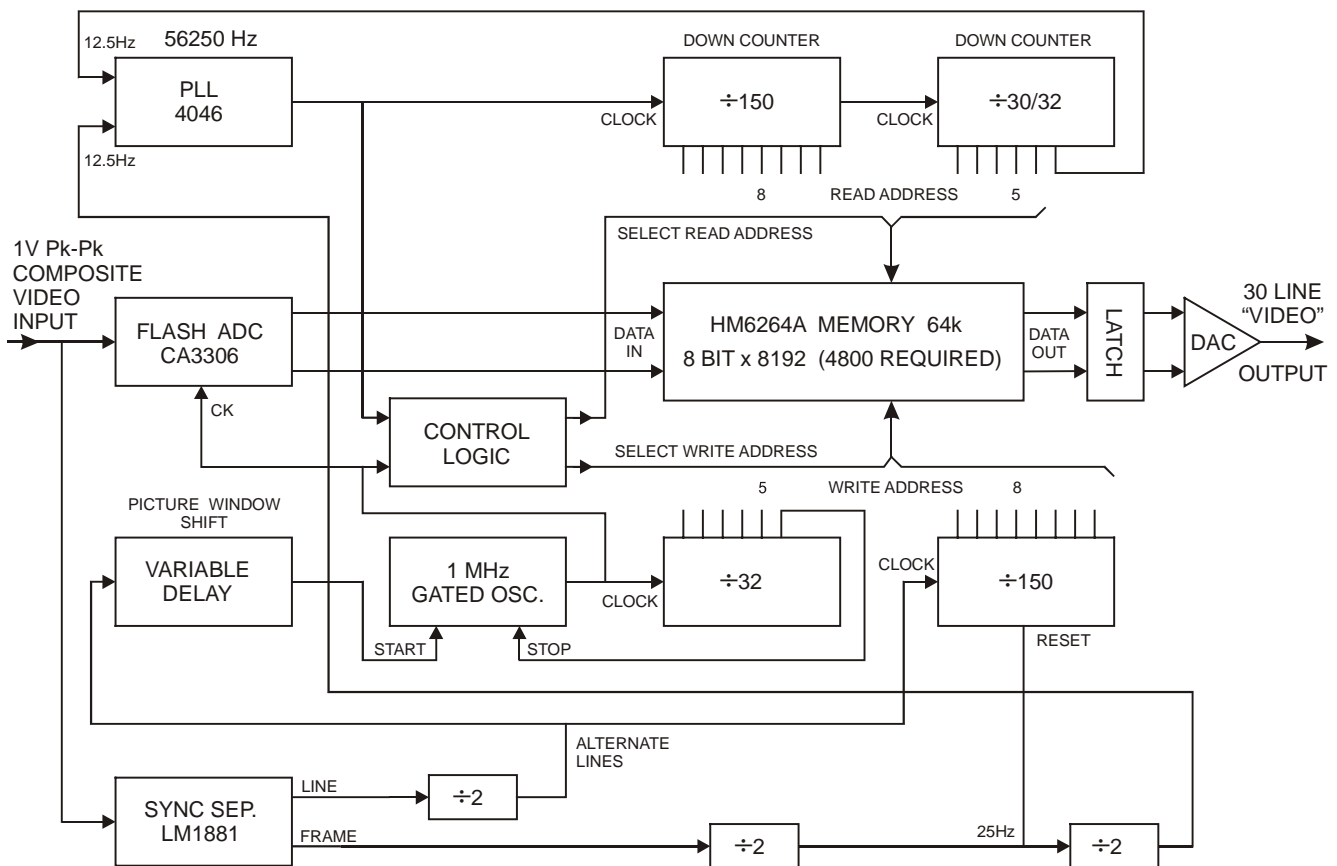 56250 Hz
12.5Hz
PLL
4046
12.5Hz
DOWN COUNTER
÷150
CLOCK
DOWN COUNTER
÷30/32
CLOCK
8
READ ADDRESS
5
SELECT READ ADDRESS
1V Pk-Pk
COMPOSITE
VIDEO
INPUT
FLASH ADC
CA3306
CK
DATA
IN
HM6264A MEMORY 64k
8 BIT x 8192 (4800 REQUIRED)
DATA
OUT
LATCH
DAC
30 LINE
"VIDEO"
OUTPUT
CONTROL
LOGIC
SELECT WRITE ADDRESS
5
WRITE ADDRESS
8
PICTURE WINDOW
SHIFT
VARIABLE
DELAY
1 MHz
GATED OSC.
START
STOP
CLOCK
÷32
CLOCK
÷150
RESET
ALTERNATE
LINES
SYNC SEP.
LM1881
LINE
÷2
FRAME
÷2
25Hz
÷2